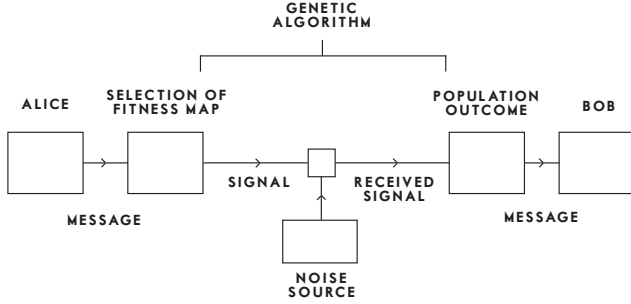 GENETIC
ALGORITHM
ALICE
SELECTION OF
FITNESS MAP
POPULATION
OUTCOME
BOB
SIGNAL
RECEIVED
SIGNAL
MESSAGE
MESSAGE
NOISE
SOURCE